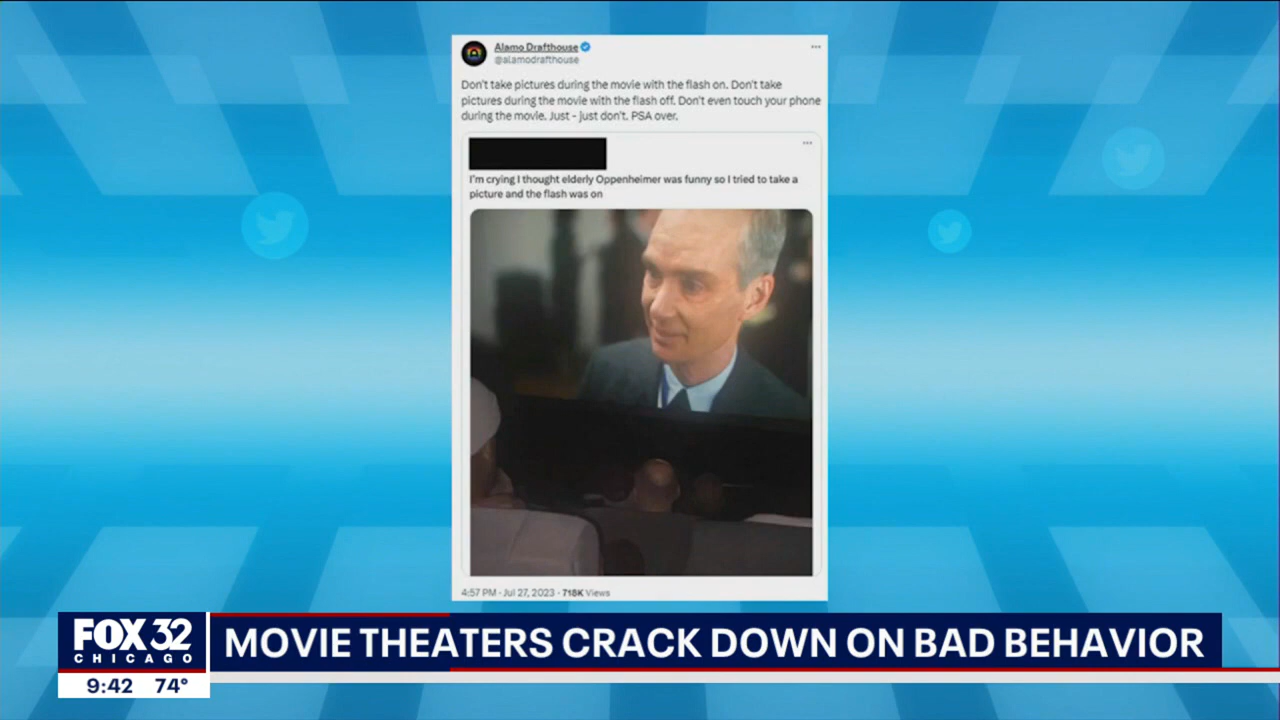 Alamo Drafthouse
@alamodrafthouse
Don't take pictures during the movie with the flash on. Don't take
pictures during the movie with the flash off. Don't even touch your phone
during the movie. Just - just don't. PSA over.
I'm crying I thought elderly Oppenheimer was funny so I tried to take a
picture and the flash was on
4:57 PM · Jul 27, 2023 · 718K Views
FOX 32
CHICAGO
MOVIE THEATERS CRACK DOWN ON BAD BEHAVIOR
9:42 74°